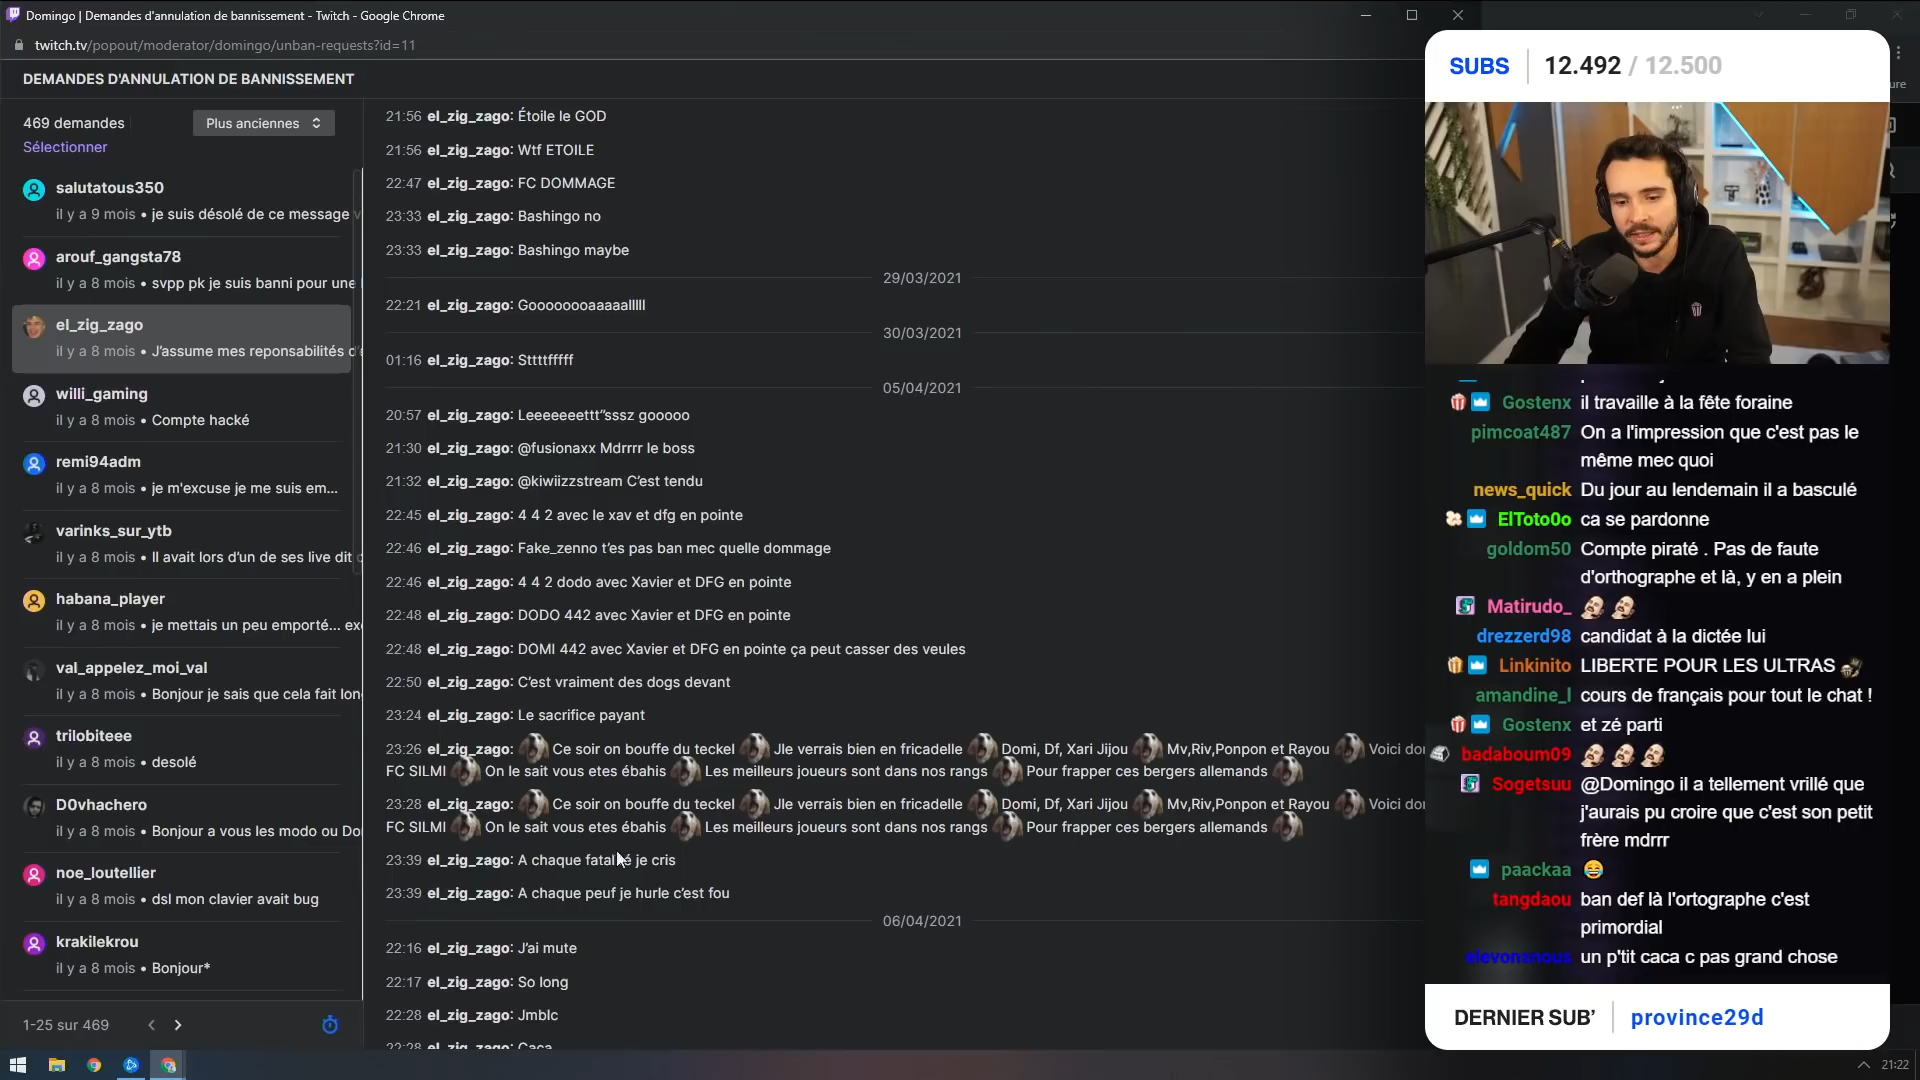 Domingo | Demandes d'annulation de bannissement - Twitch - Google Chrome
twitch.tv/popout/moderator/domingo/unban-requests?id=11
DEMANDES D'ANNULATION DE BANNISSEMENT
469 demandes
Plus anciennes
Sélectionner
salutatous350
il y a 9 mois • je suis désolé de ce message
arouf_gangsta78
il y a 8 mois • svpp pk je suis banni pour une
el_zig_zago
il y a 8 mois • J'assume mes reponsabilités
willi_gaming
il y a 8 mois • Compte hacké
remi94adm
il y a 8 mois • je m'excuse je me suis em...
varinks_sur_ytb
il y a 8 mois • Il avait lors d'un de ses live dit
habana_player
il y a 8 mois • je mettais un peu emporté...
val_appelez_moi_val
il y a 8 mois • Bonjour je sais que cela fait
trilobiteee
il y a 8 mois • desolé
D0vhachero
il y a 8 mois • Bonjour a vous les modo ou
noe_loutellier
il y a 8 mois • dsl mon clavier avait bug
krakilekrou
il y a 8 mois • Bonjour*
1-25 sur 469
21:56 el_zig_zago: Étoile le GOD
21:56 el_zig_zago: Wtf ETOILE
22:47 el_zig_zago: FC DOMMAGE
23:33 el_zig_zago: Bashingo no
23:33 el_zig_zago: Bashingo maybe
29/03/2021
22:21 el_zig_zago: Goooooooaaaaalllll
30/03/2021
01:16 el_zig_zago: Sttttfffff
05/04/2021
20:57 el_zig_zago: Leeeeeeettt"sssz gooooo
21:30 el_zig_zago: @fusionaxx Mdrrrr le boss
21:32 el_zig_zago: @kiwiizzstream C'est tendu
22:45 el_zig_zago: 4 4 2 avec le xav et dfg en pointe
22:46 el_zig_zago: Fake_zenno t'es pas ban mec quelle dommage
22:46 el_zig_zago: 4 4 2 dodo avec Xavier et DFG en pointe
22:48 el_zig_zago: DODO 442 avec Xavier et DFG en pointe
22:48 el_zig_zago: DOMI 442 avec Xavier et DFG en pointe ça peut casser des veules
22:50 el_zig_zago: C'est vraiment des dogs devant
23:24 el_zig_zago: Le sacrifice payant
23:26 el_zig_zago: Ce soir on bouffe du teckel Jle verrais bien en fricadelle Domi, Df, Xari Jijou Mv,Riv,Ponpon et Rayou Voici
FC SILMI On le sait vous etes ébahis Les meilleurs joueurs sont dans nos rangs Pour frapper ces bergers allemands
23:28 el_zig_zago: Ce soir on bouffe du teckel Jle verrais bien en fricadelle Domi, Df, Xari Jijou Mv,Riv,Ponpon et Rayou Voici
FC SILMI On le sait vous etes ébahis Les meilleurs joueurs sont dans nos rangs Pour frapper ces bergers allemands
23:39 el_zig_zago: A chaque je cris
23:39 el_zig_zago: A chaque peuf je hurle c'est fou
06/04/2021
22:16 el_zig_zago: J'ai mute
22:17 el_zig_zago: So long
22:28 el_zig_zago: Jmblc
22:28 el_zig_zago: Caca
SUBS 12.492 / 12.500
Gostenx il travaille à la fête foraine
pimcoat487 On a l'impression que c'est pas le
même mec quoi
news_quick Du jour au lendemain il a basculé
ElToto0o ca se pardonne
goldom50 Compte piraté . Pas de faute
d'orthographe et là, y en a plein
Matirudo_
drezzerd98 candidat à la dictée lui
Linkinito LIBERTE POUR LES ULTRAS
amandine_l cours de français pour tout le chat !
Gostenx et zé parti
badaboum09
Sogetsuu @Domingo il a tellement vrillé que
j'aurais pu croire que c'est son petit
frère mdrrr
paackaa
tangdaou ban def là l'ortographe c'est
primordial
elevonsnous un p'tit caca c pas grand chose
DERNIER SUB' province29d
21:22